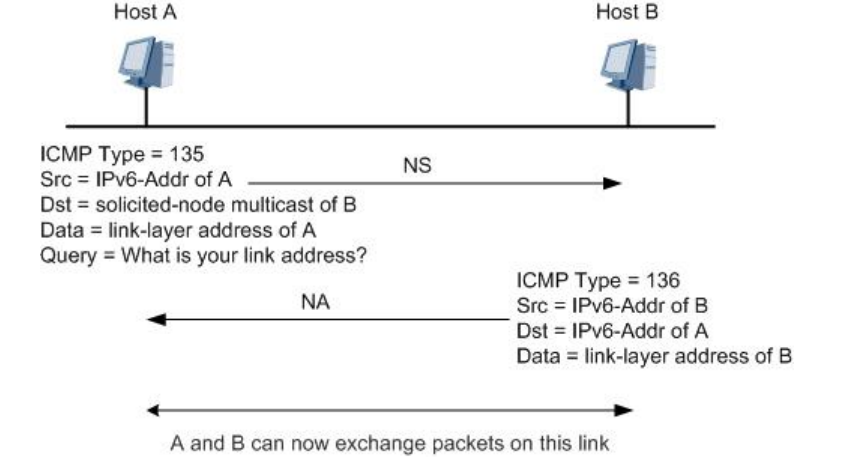 Host A
Host B
ICMP Type = 135
Src = IPv6-Addr of A
NS
Dst = solicited-node multicast of B
Data = link-layer address of A
Query = What is your link address?
ICMP Type = 136
NA
Src = IPv6-Addr of B
Dst = IPv6-Addr of A
Data = link-layer address of B
A and B can now exchange packets on this link